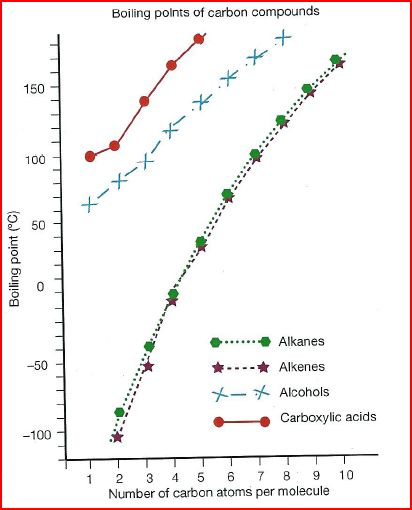 Boiling points of carbon compounds
150
100
50
0
−50
−100
Boiling point (°C)
Alkanes
Alkenes
Alcohols
Carboxylic acids
1 2 3 4 5 6 7 8 9 10
Number of carbon atoms per molecule